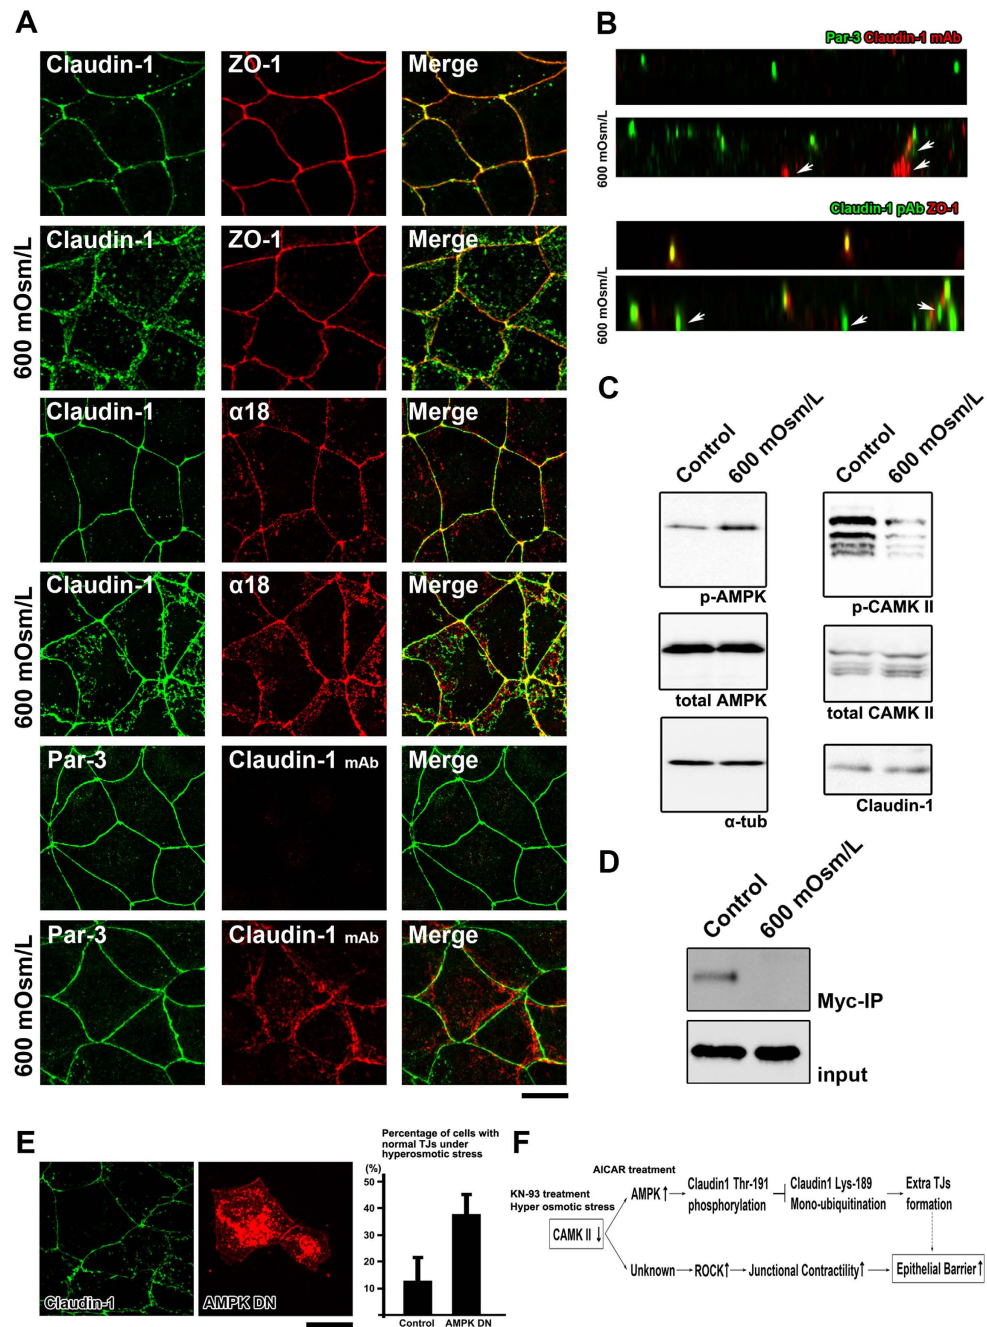 A
Claudin-1 ZO-1 Merge
600 mOsm/L
Claudin-1 ZO-1 Merge
Claudin-1 α18 Merge
600 mOsm/L
Claudin-1 α18 Merge
Par-3 Claudin-1 mAb Merge
600 mOsm/L
Par-3 Claudin-1 mAb Merge
B
Par-3 Claudin-1 mAb
600 mOsm/L
Claudin-1 pAb ZO-1
600 mOsm/L
C
Control 600 mOsm/L
p-AMPK
total AMPK
α-tub
Control 600 mOsm/L
p-CAMK II
total CAMK II
Claudin-1
D
Control 600 mOsm/L
Myc-IP
input
E
Claudin-1
AMPK DN
Percentage of cells with
normal TJs under
hyperosmotic stress
(%)
50
40
30
20
10
Control AMPK DN
F
AICAR treatment
KN-93 treatment
Hyper osmotic stress
CAMK II ↓
AMPK↑
Claudin1 Thr-191
phosphorylation
Claudin1 Lys-189
Mono-ubiquitination
Extra TJs
formation
Unknown
ROCK↑
Junctional Contractility↑
Epithelial Barrier↑